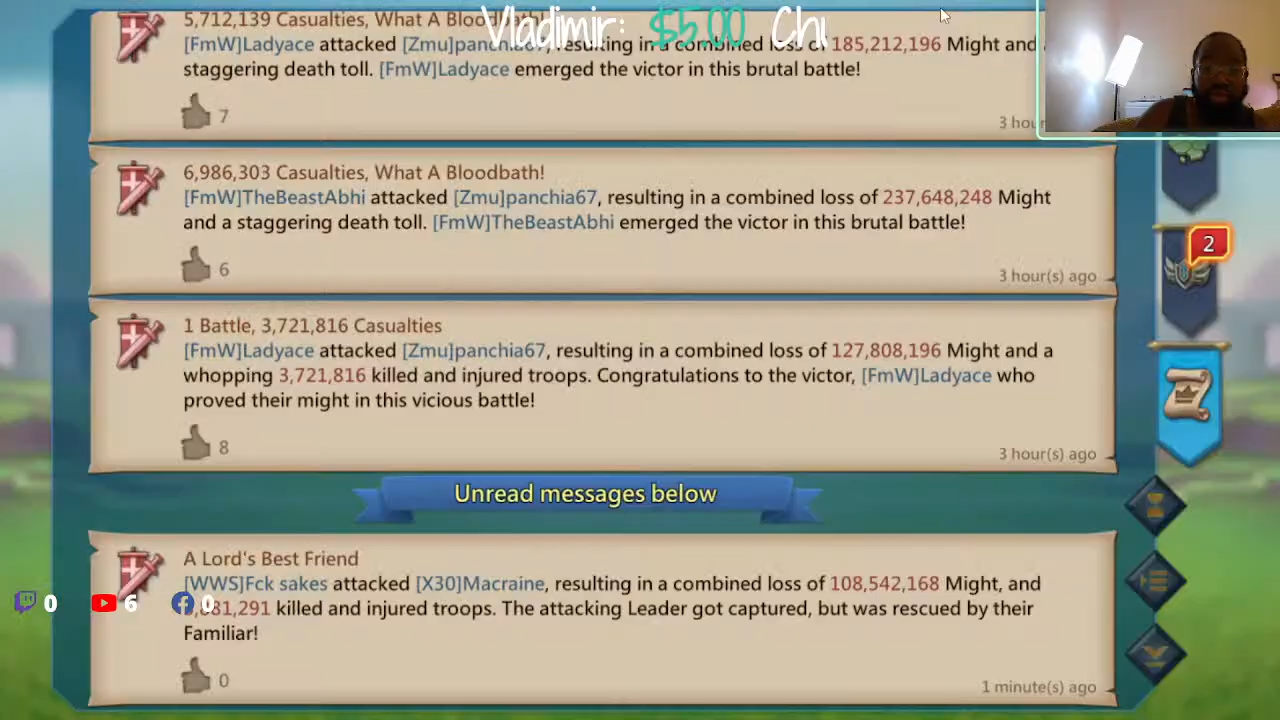 Vladimir: $5.00 Chi
5,712,139 Casualties, What A Bloodbath!
[FmW]Ladyace attacked [Zmu]panchia67, resulting in a combined loss of 185,212,196 Might and a
staggering death toll. [FmW]Ladyace emerged the victor in this brutal battle!
7
3 hour
6,986,303 Casualties, What A Bloodbath!
[FmW]TheBeastAbhi attacked [Zmu]panchia67, resulting in a combined loss of 237,648,248 Might
and a staggering death toll. [FmW]TheBeastAbhi emerged the victor in this brutal battle!
6
3 hour(s) ago
2
1 Battle, 3,721,816 Casualties
[FmW]Ladyace attacked [Zmu]panchia67, resulting in a combined loss of 127,808,196 Might and a
whopping 3,721,816 killed and injured troops. Congratulations to the victor, [FmW]Ladyace who
proved their might in this vicious battle!
8
3 hour(s) ago
Unread messages below
A Lord's Best Friend
[WWS]Fck sakes attacked [X30]Macraine, resulting in a combined loss of 108,542,168 Might, and
81,291 killed and injured troops. The attacking Leader got captured, but was rescued by their
Familiar!
0
1 minute(s) ago
0 6 0